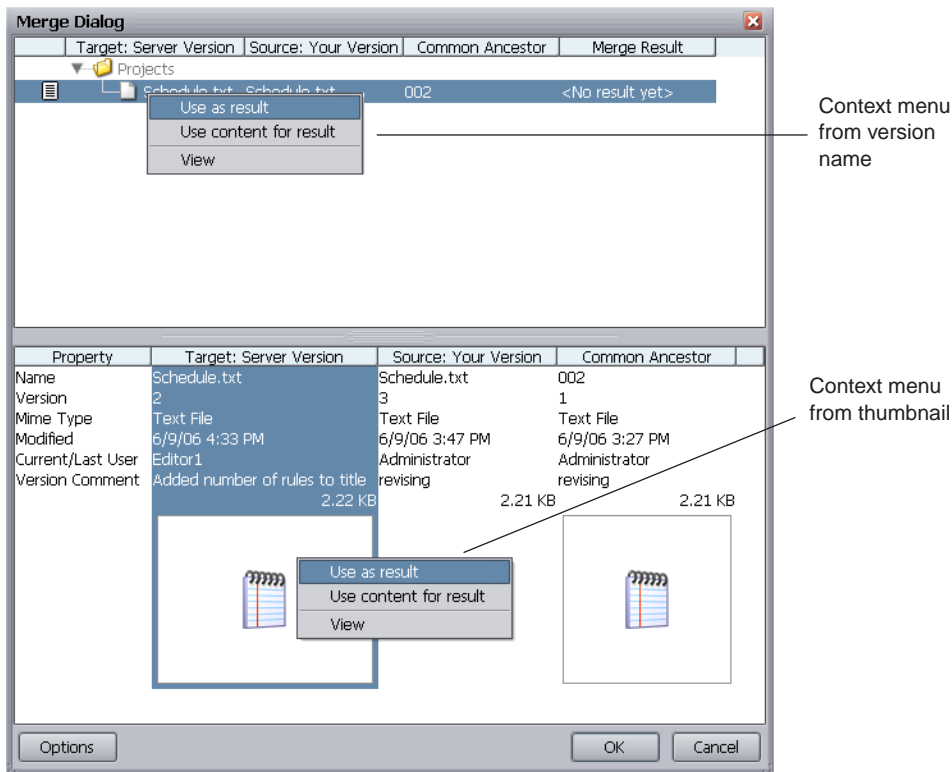 Merge Dialog
Target: Server Version Source: Your Version Common Ancestor Merge Result
Projects
Schedule.txt Schedule.txt 002 <No result yet>
Use as result
Use content for result
View
Context menu
from version
name
Property Target: Server Version Source: Your Version Common Ancestor
Name Schedule.txt Schedule.txt 002
Version 2 3 1
Mime Type Text File Text File Text File
Modified 6/9/06 4:33 PM 6/9/06 3:47 PM 6/9/06 3:27 PM
Current/Last User Editor1 Administrator Administrator
Version Comment Added number of rules to title revising revising
2.22 KB 2.21 KB 2.21 KB
Context menu
from thumbnail
Use as result
Use content for result
View
Options OK Cancel